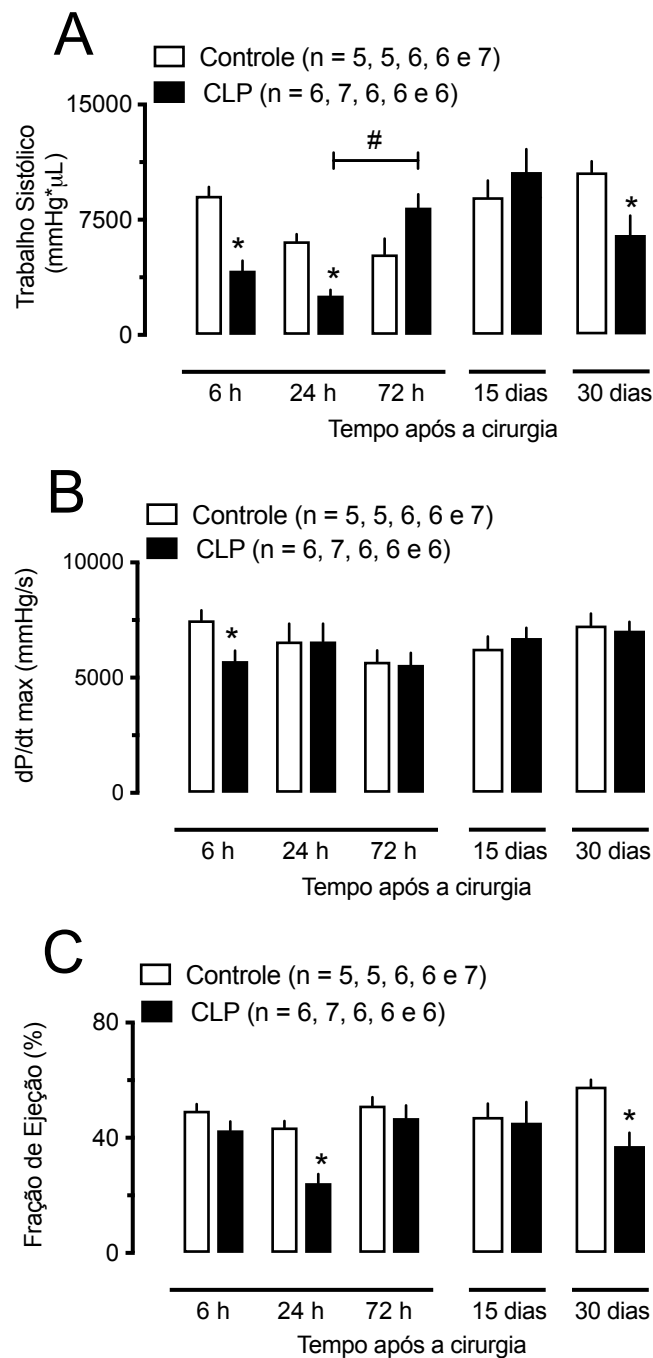 A
Controle (n = 5, 5, 6, 6 e 7)
CLP (n = 6, 7, 6, 6 e 6)
Trabalho Sistólico
(mmHg*µL)
15000
7500
0
#
*
*
*
6 h 24 h 72 h 15 dias 30 dias
Tempo após a cirurgia
B
Controle (n = 5, 5, 6, 6 e 7)
CLP (n = 6, 7, 6, 6 e 6)
dP/dt max (mmHg/s)
10000
5000
0
*
6 h 24 h 72 h 15 dias 30 dias
Tempo após a cirurgia
C
Controle (n = 5, 5, 6, 6 e 7)
CLP (n = 6, 7, 6, 6 e 6)
Fração de Ejeção (%)
80
40
0
*
*
6 h 24 h 72 h 15 dias 30 dias
Tempo após a cirurgia